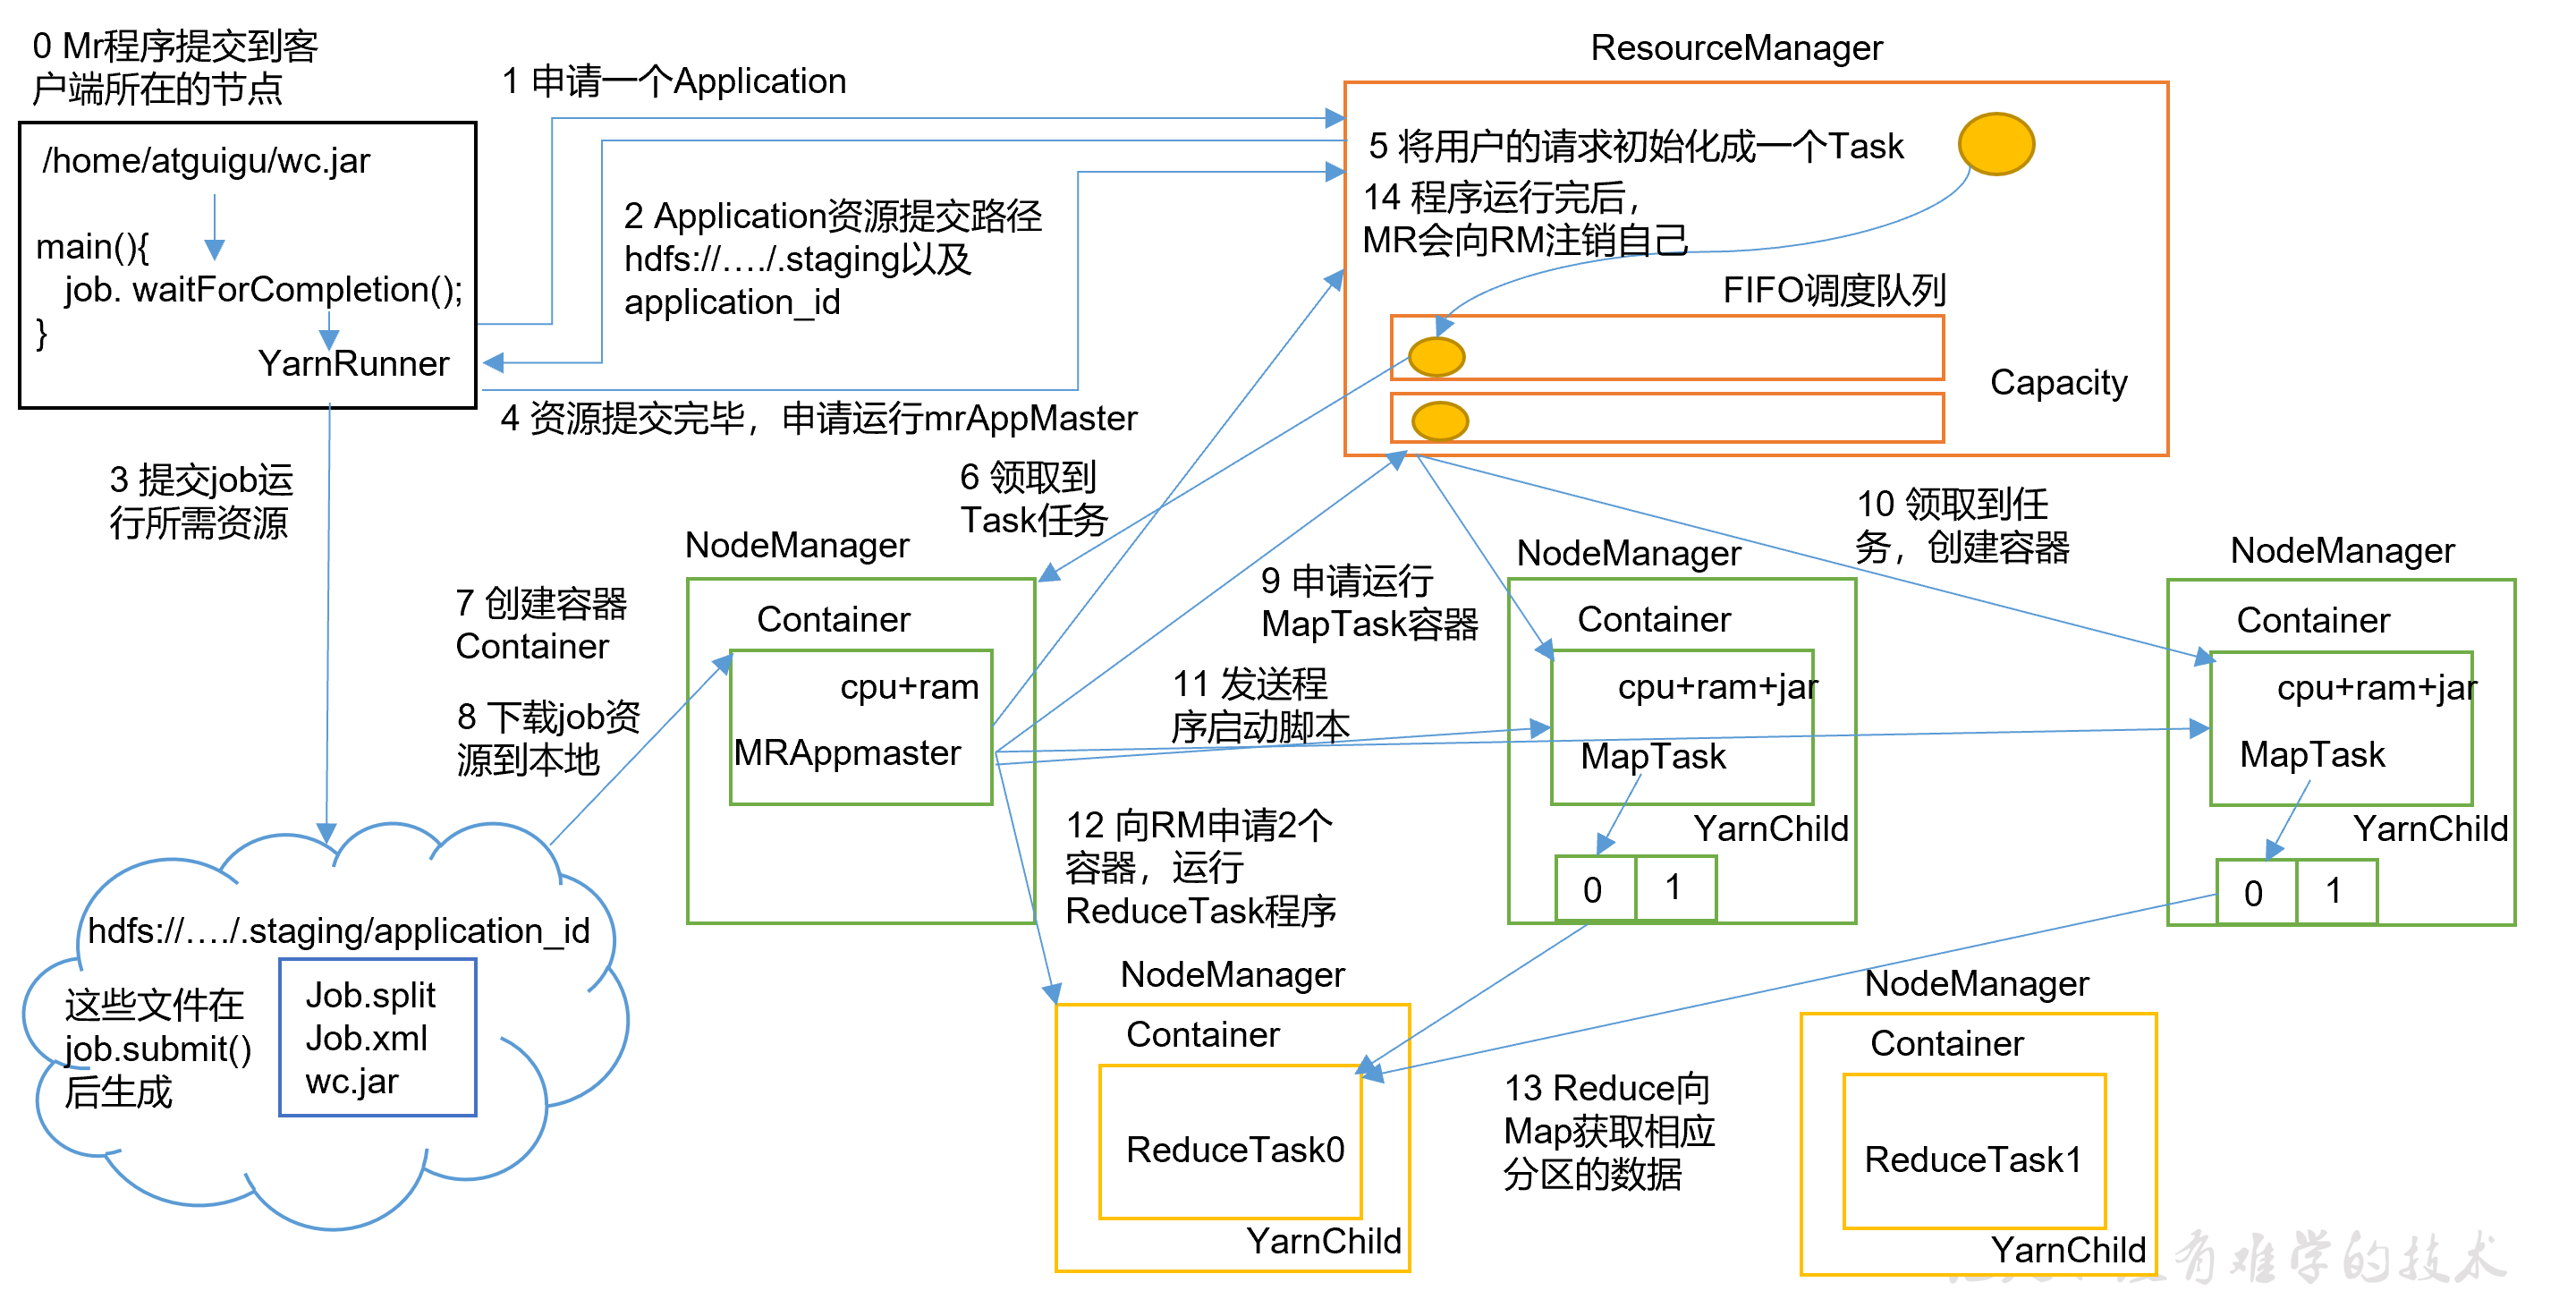 0 Mr程序提交到客
户端所在的节点
/home/atguigu/wc.jar
main(){
job. waitForCompletion();
}
YarnRunner
1 申请一个Application
2 Application资源提交路径
hdfs://…./.staging以及
application_id
4 资源提交完毕，申请运行mrAppMaster
3 提交job运
行所需资源
ResourceManager
5 将用户的请求初始化成一个Task
14 程序运行完后，
MR会向RM注销自己
FIFO调度队列
Capacity
6 领取到
Task任务
NodeManager
7 创建容器
Container
8 下载job资
源到本地
Container
cpu+ram
MRAppmaster
9 申请运行
MapTask容器
10 领取到任
务，创建容器
11 发送程
序启动脚本
NodeManager
Container
cpu+ram+jar
MapTask
YarnChild
0
1
NodeManager
Container
cpu+ram+jar
MapTask
YarnChild
0
1
12 向RM申请2个
容器，运行
ReduceTask程序
hdfs://…./.staging/application_id
这些文件在
job.submit()
后生成
Job.split
Job.xml
wc.jar
NodeManager
Container
ReduceTask0
YarnChild
13 Reduce向
Map获取相应
分区的数据
NodeManager
Container
ReduceTask1
YarnChild
有难学的技术